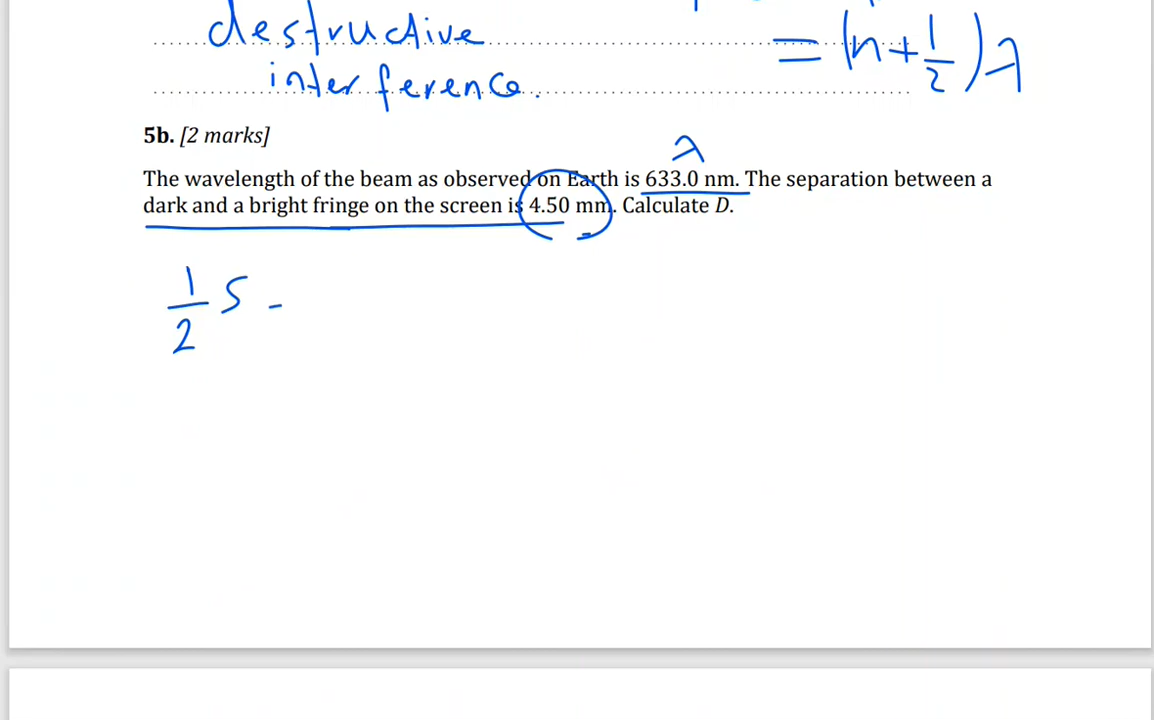 destructive
= (n + 1/2) λ
interference.
5b. [2 marks]
λ
The wavelength of the beam as observed on Earth is 633.0 nm. The separation between a
dark and a bright fringe on the screen is 4.50 mm. Calculate D.
1/2 S -